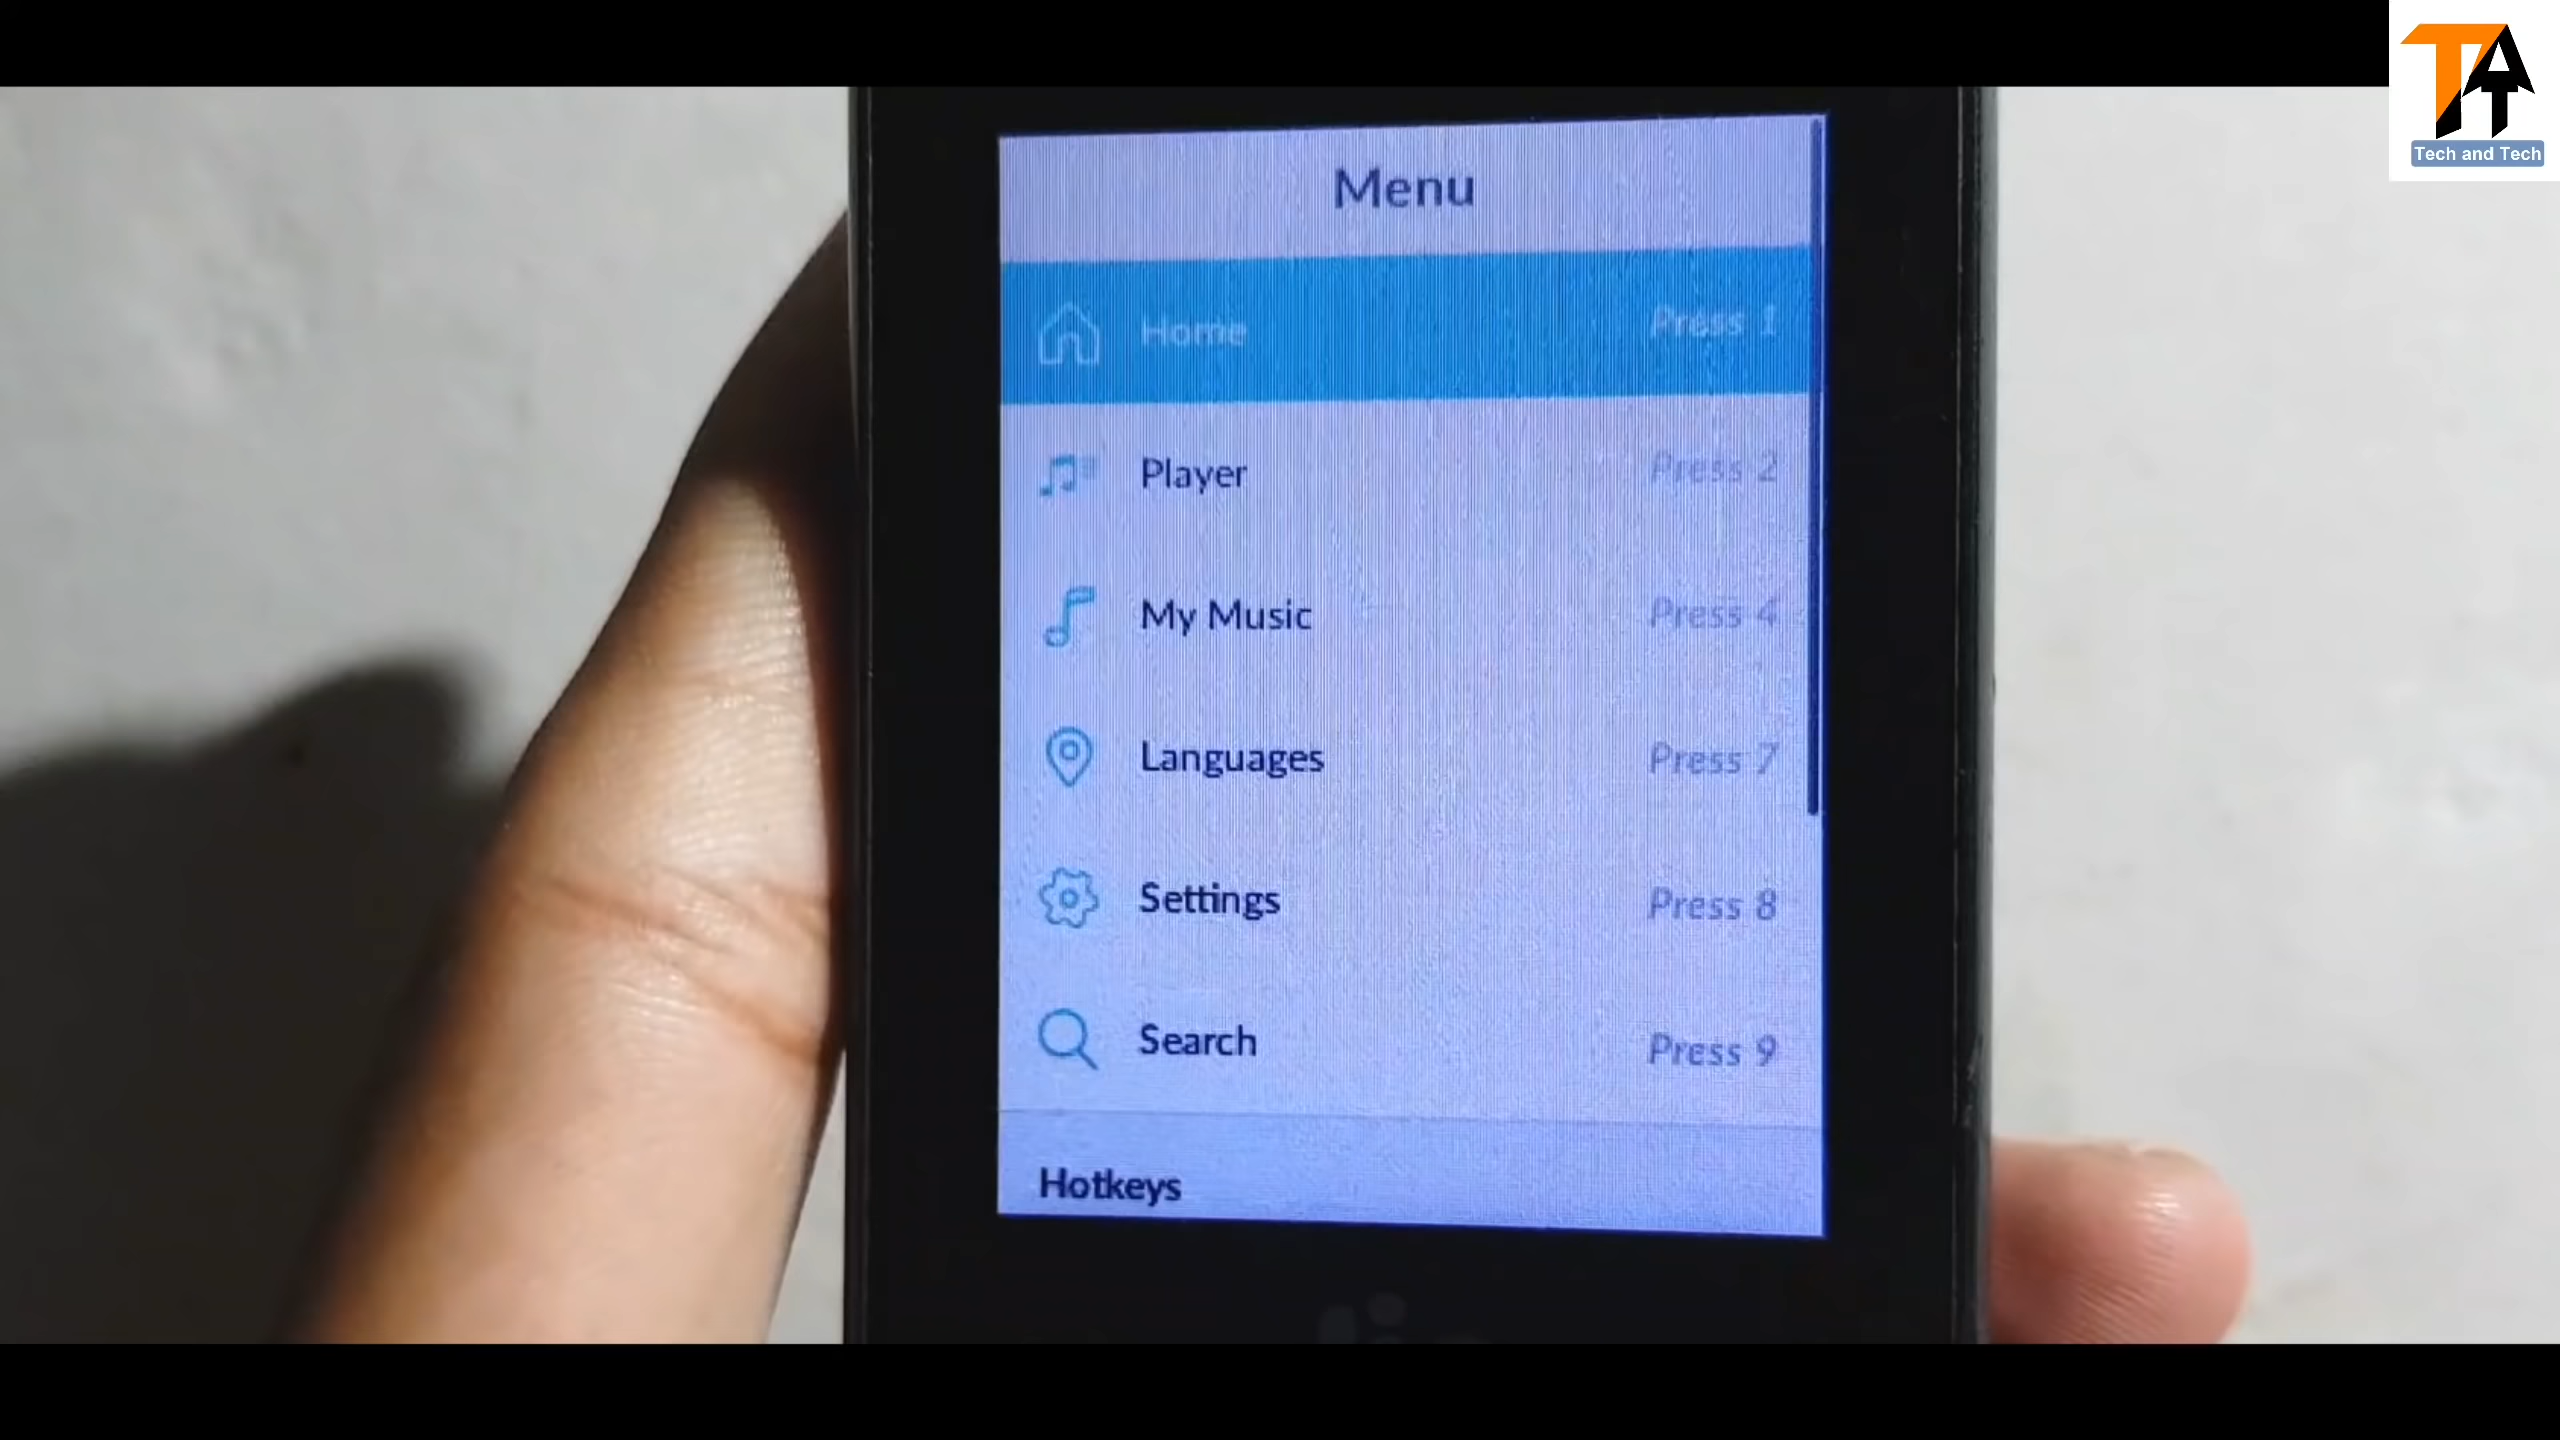 TAT
Tech and Tech
Menu
Home Press 1
Player Press 2
My Music Press 4
Languages Press 7
Settings Press 8
Search Press 9
Hotkeys